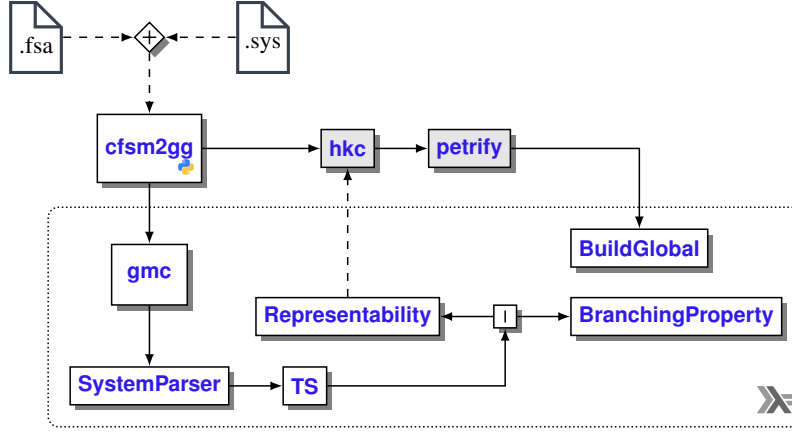 .fsa
+
.sys
cfsm2gg
hkc
petrify
BuildGlobal
gmc
Representability
|
BranchingProperty
SystemParser
TS